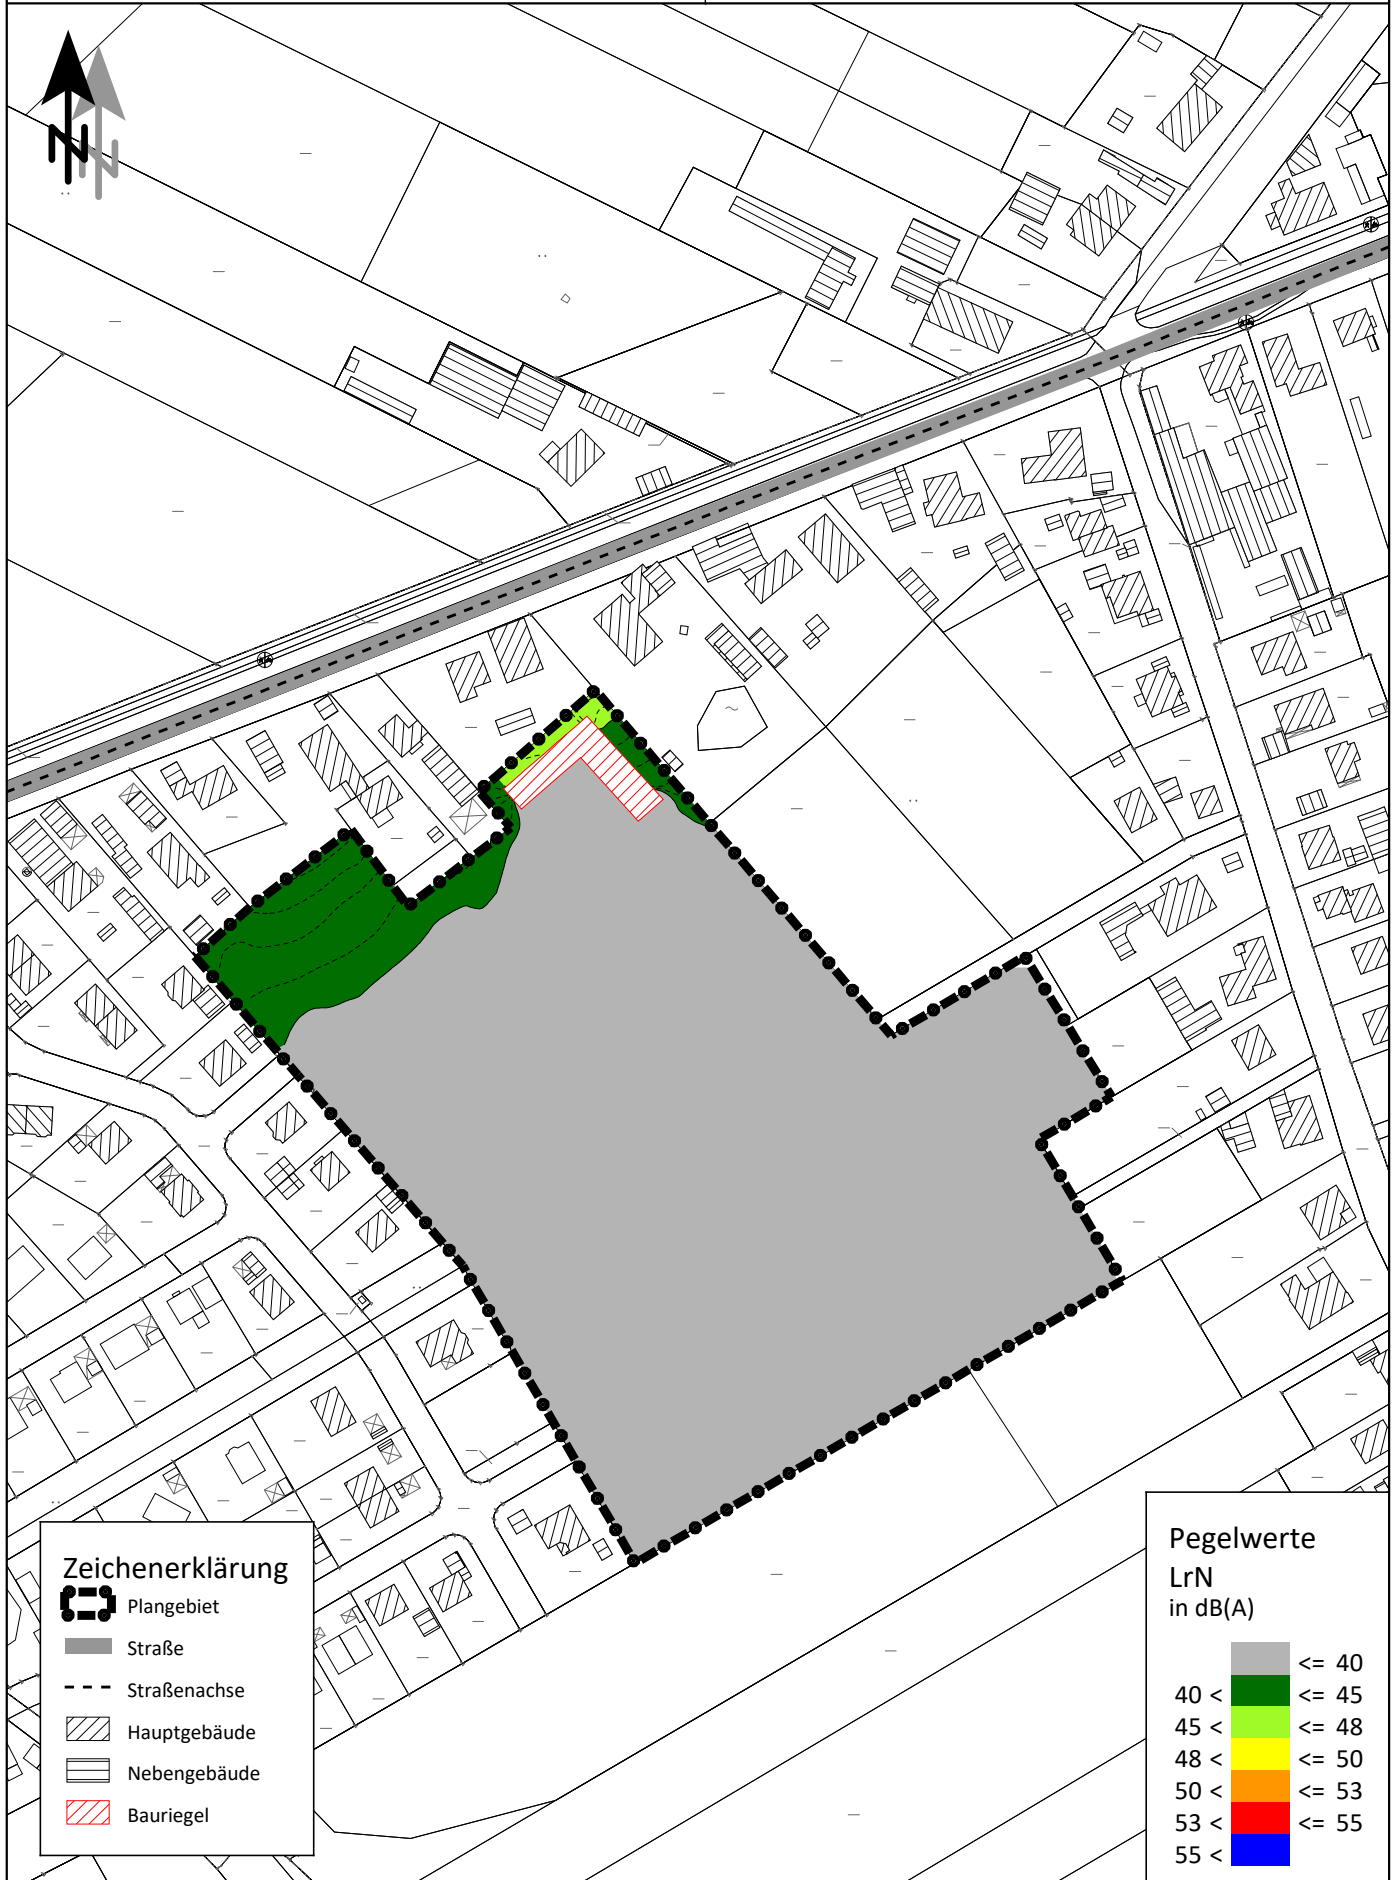 N
N
Zeichenerklärung
Plangebiet
Straße
Straßenachse
Hauptgebäude
Nebengebäude
Bauriegel
Pegelwerte
LrN
in dB(A)
<= 40
40 < <= 45
45 < <= 48
48 < <= 50
50 < <= 53
53 < <= 55
55 <